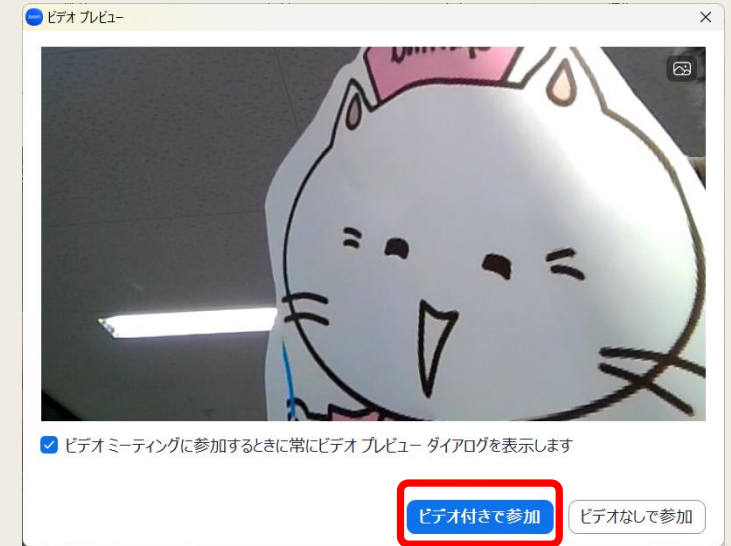 zoom
ビデオ プレビュー
ビデオ ミーティングに参加するときに常にビデオ プレビュー ダイアログを表示します
ビデオ付きで参加
ビデオなしで参加